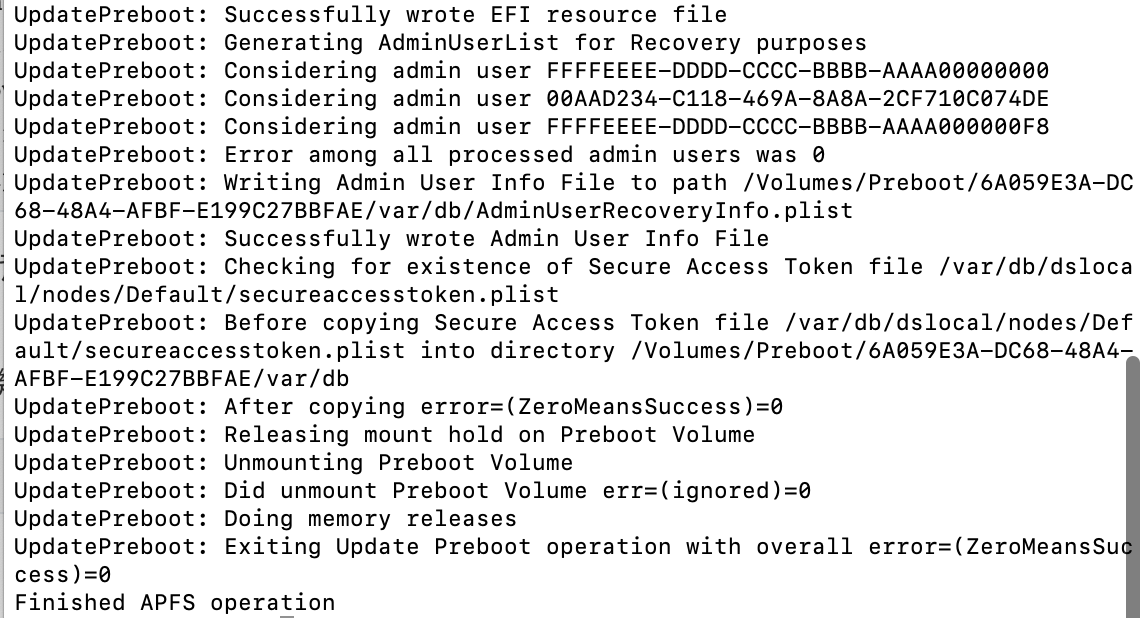 UpdatePreboot: Successfully wrote EFI resource file
UpdatePreboot: Generating AdminUserList for Recovery purposes
UpdatePreboot: Considering admin user FFFFEEEE-DDDD-CCCC-BBBB-AAAA00000000
UpdatePreboot: Considering admin user 00AAD234-C118-469A-8A8A-2CF710C074DE
UpdatePreboot: Considering admin user FFFFEEEE-DDDD-CCCC-BBBB-AAAA000000F8
UpdatePreboot: Error among all processed admin users was 0
UpdatePreboot: Writing Admin User Info File to path /Volumes/Preboot/6A059E3A-DC
68-48A4-AFBF-E199C27BBFAE/var/db/AdminUserRecoveryInfo.plist
UpdatePreboot: Successfully wrote Admin User Info File
UpdatePreboot: Checking for existence of Secure Access Token file /var/db/dsloca
l/nodes/Default/secureaccesstoken.plist
UpdatePreboot: Before copying Secure Access Token file /var/db/dslocal/nodes/Def
ault/secureaccesstoken.plist into directory /Volumes/Preboot/6A059E3A-DC68-48A4-
AFBF-E199C27BBFAE/var/db
UpdatePreboot: After copying error=(ZeroMeansSuccess)=0
UpdatePreboot: Releasing mount hold on Preboot Volume
UpdatePreboot: Unmounting Preboot Volume
UpdatePreboot: Did unmount Preboot Volume err=(ignored)=0
UpdatePreboot: Doing memory releases
UpdatePreboot: Exiting Update Preboot operation with overall error=(ZeroMeansSuc
cess)=0
Finished APFS operation